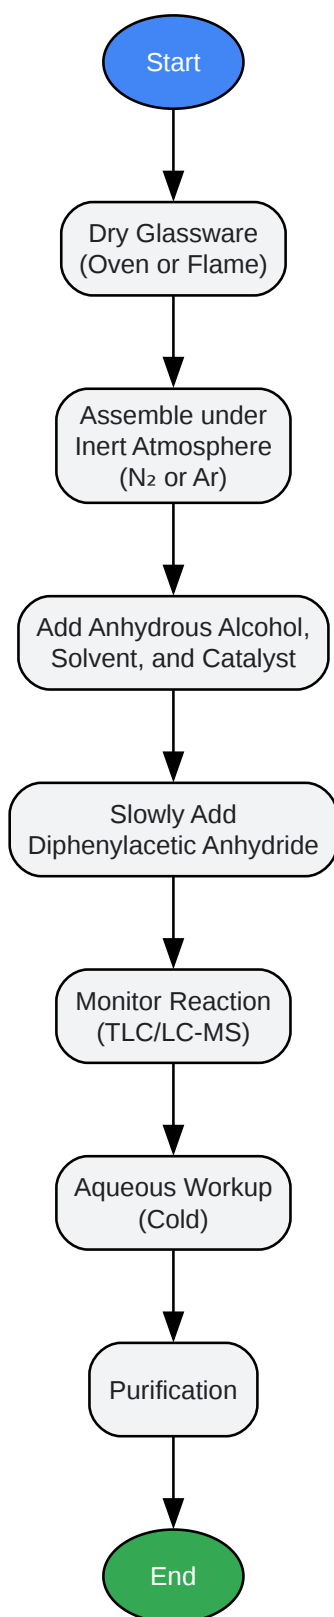 Start
Dry Glassware
(Oven or Flame)
Assemble under
Inert Atmosphere
(N₂ or Ar)
Add Anhydrous Alcohol,
Solvent, and Catalyst
Slowly Add
Diphenylacetic Anhydride
Monitor Reaction
(TLC/LC-MS)
Aqueous Workup
(Cold)
Purification
End